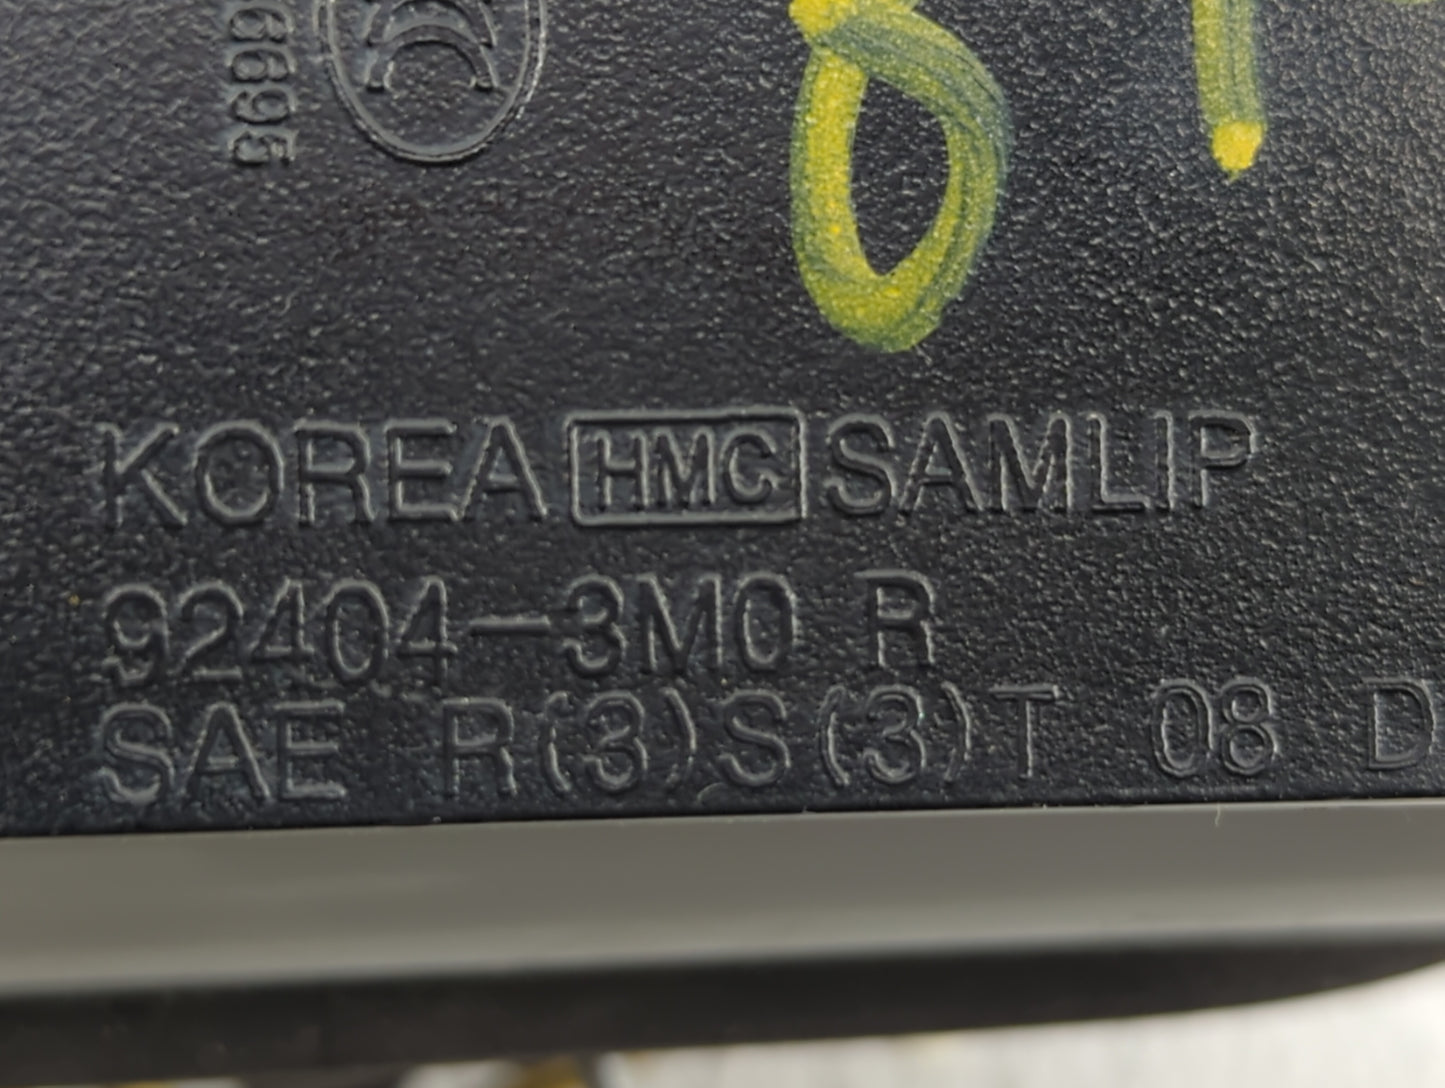 KOREA HMC SAMLIP
92404-3M0 R
SAE R(3)S(3)T 08 D